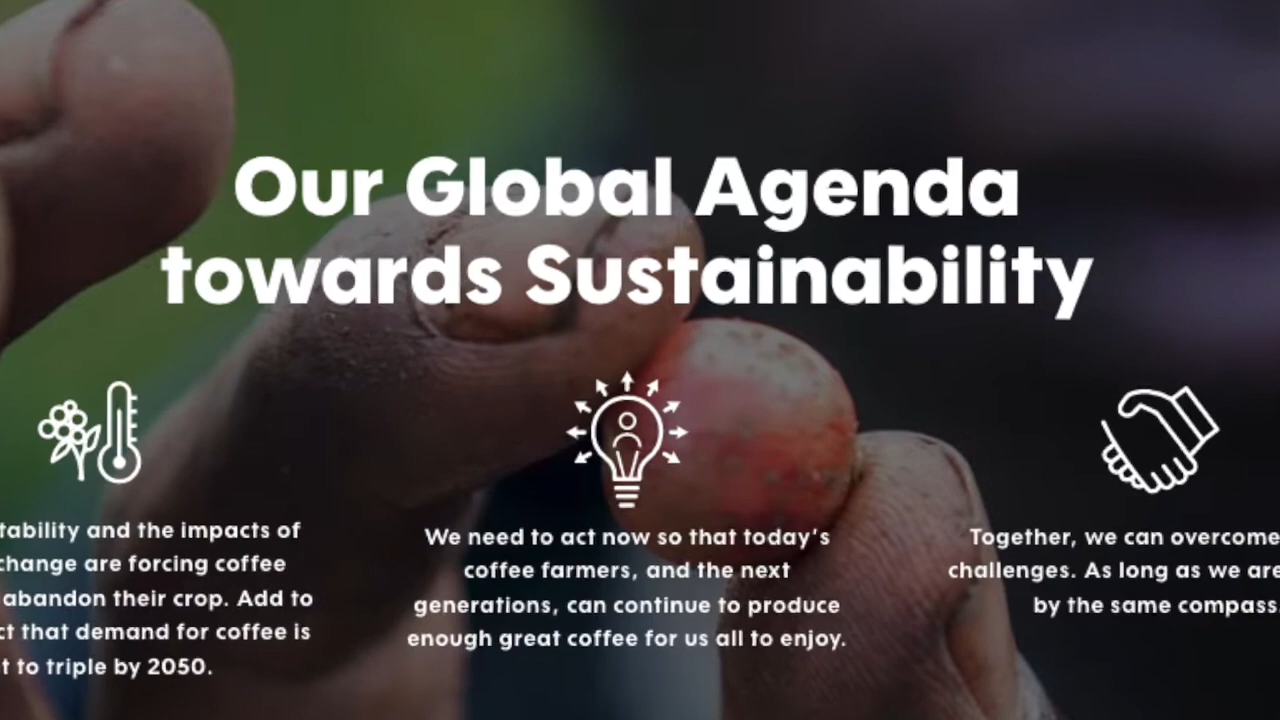 Our Global Agenda
towards Sustainability
and the impacts of
change are forcing coffee
abandon their crop. Add to
that demand for coffee is
to triple by 2050.
We need to act now so that today's
coffee farmers, and the next
generations, can continue to produce
enough great coffee for us all to enjoy.
Together, we can overcome
challenges. As long as we are
by the same compass.